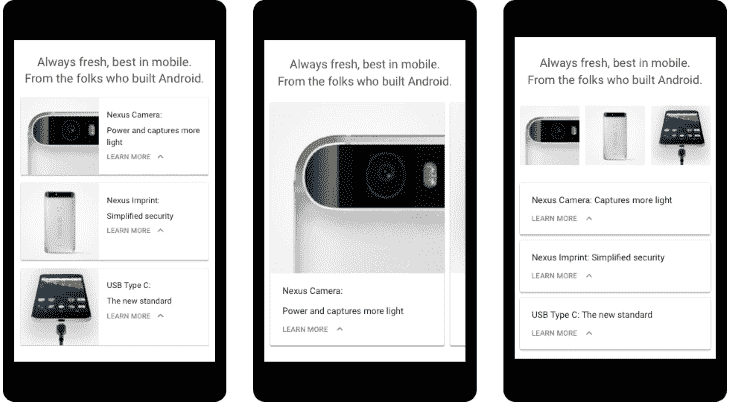 Always fresh, best in mobile.
From the folks who built Android.
Nexus Camera:
Power and captures more
light
LEARN MORE
Nexus Imprint:
Simplified security
LEARN MORE
USB Type C:
The new standard
LEARN MORE
Always fresh, best in mobile.
From the folks who built Android.
Nexus Camera:
Power and captures more light
LEARN MORE
Always fresh, best in mobile.
From the folks who built Android.
Nexus Camera: Captures more light
LEARN MORE
Nexus Imprint: Simplified security
LEARN MORE
USB Type C: The new standard
LEARN MORE